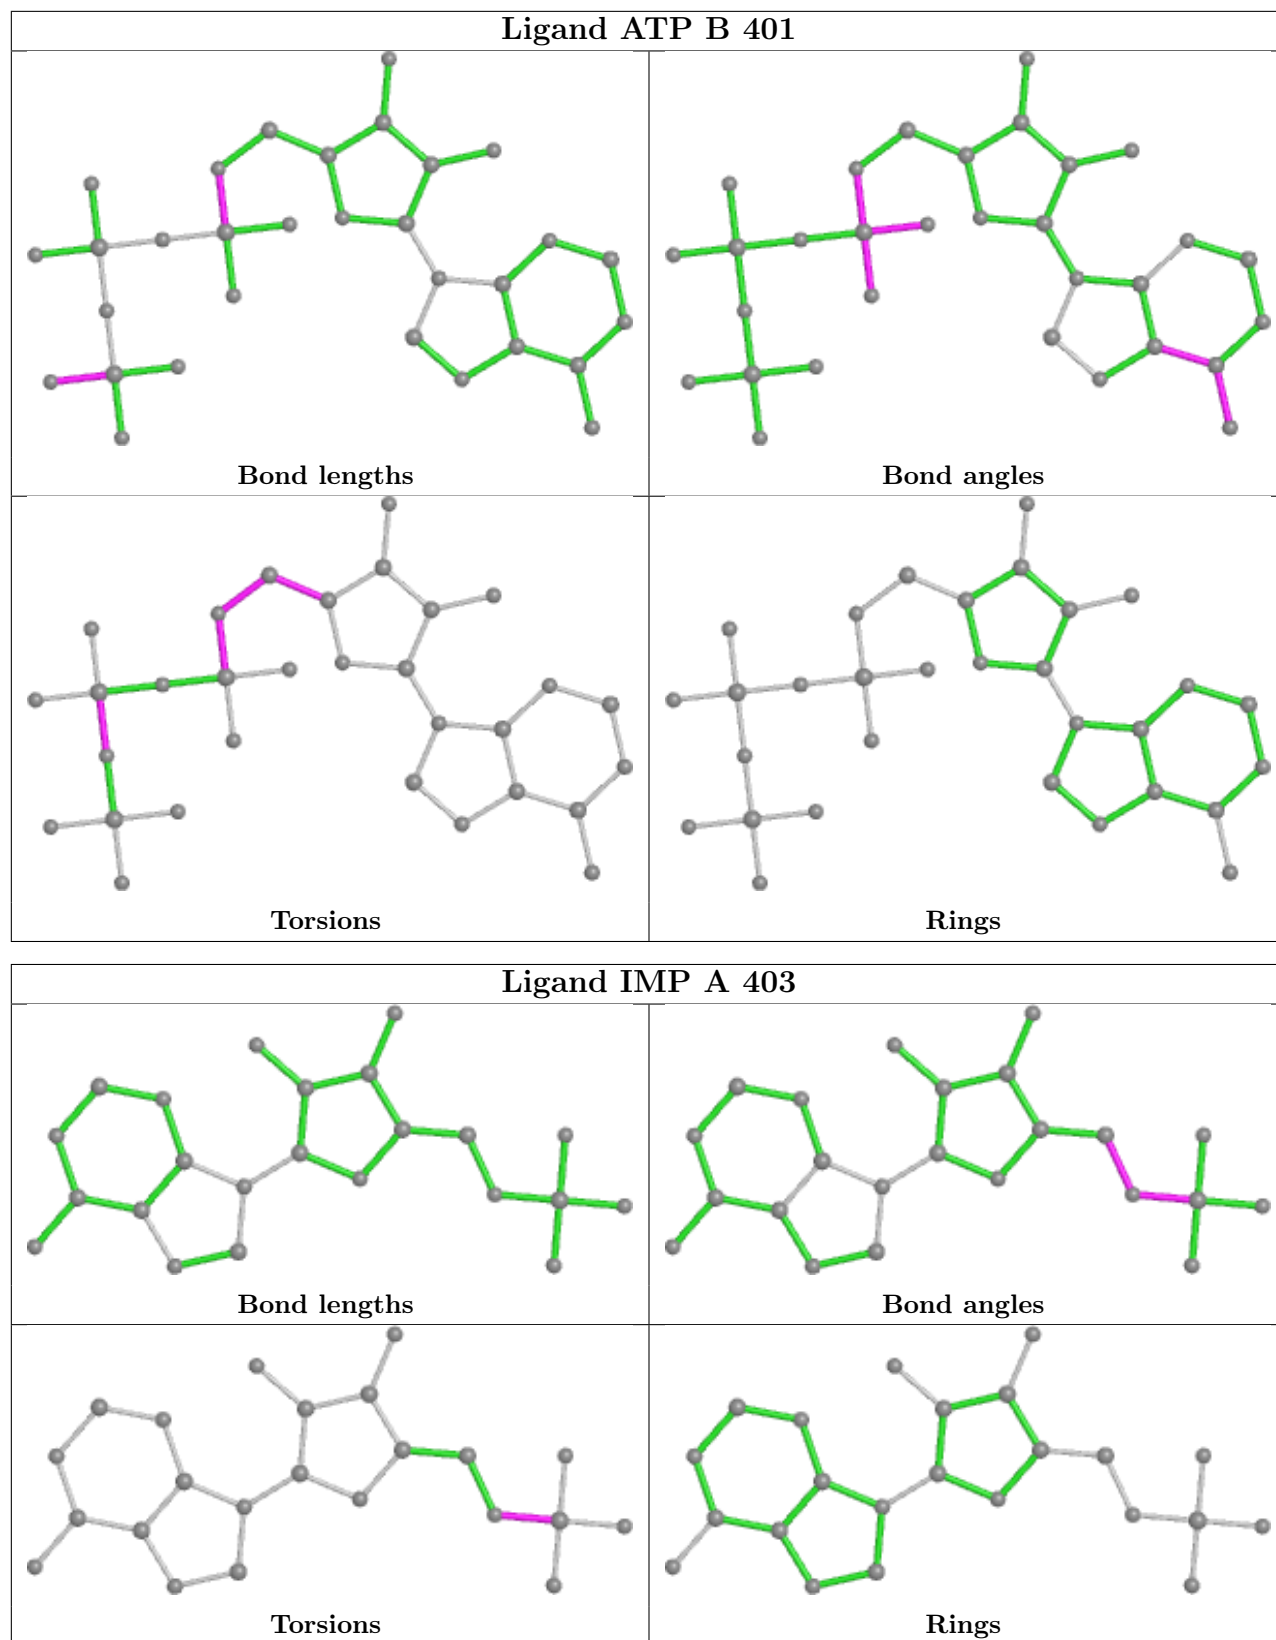 Ligand ATP B 401
Bond lengths
Bond angles
Torsions
Rings
Ligand IMP A 403
Bond lengths
Bond angles
Torsions
Rings